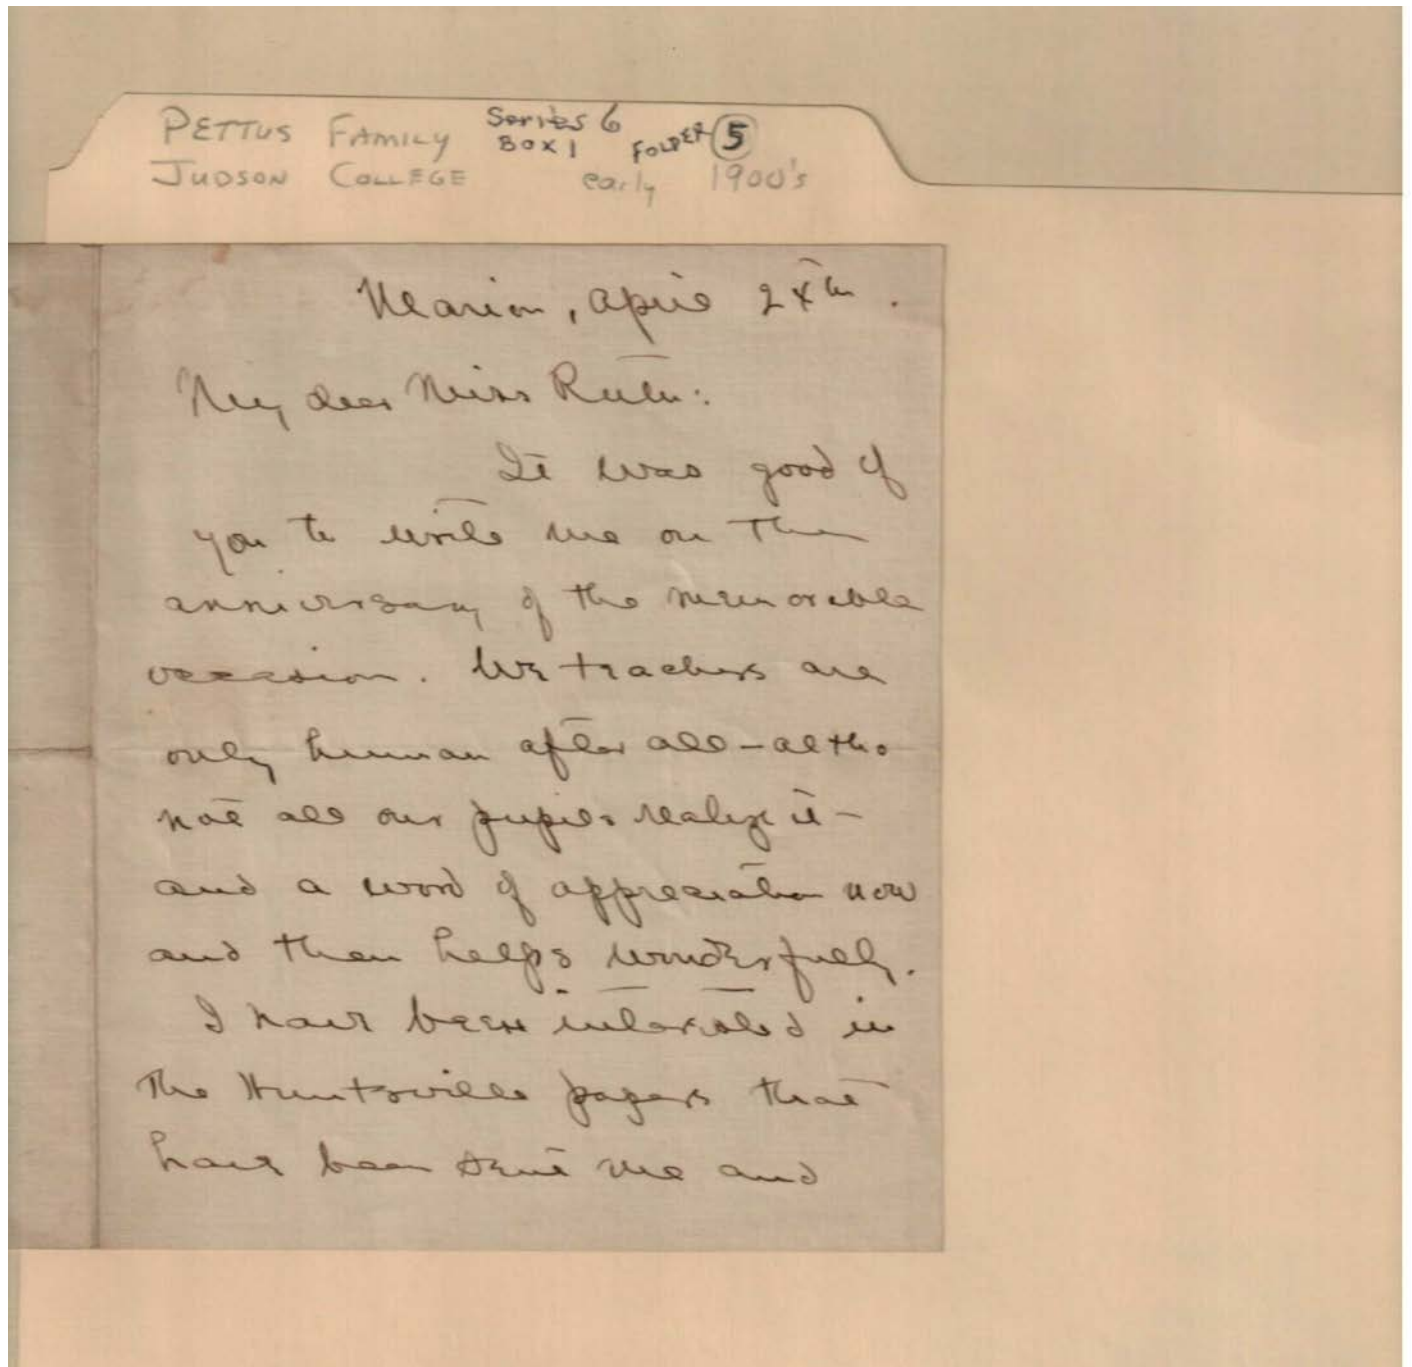 PETTUS FAMILY Series 6 BOX 1 FOLDER 5
JUDSON COLLEGE early 1900's
Marion, April 24th.
My dear Miss Ruth:
It was good of
you to write me on the
anniversary of the memorable
occasion. We teachers are
only human after all - altho
not all our pupils realize it -
and a word of appreciation now
and then helps wonderfully.
I have been interested in
the Huntsville papers that
have been sent me and